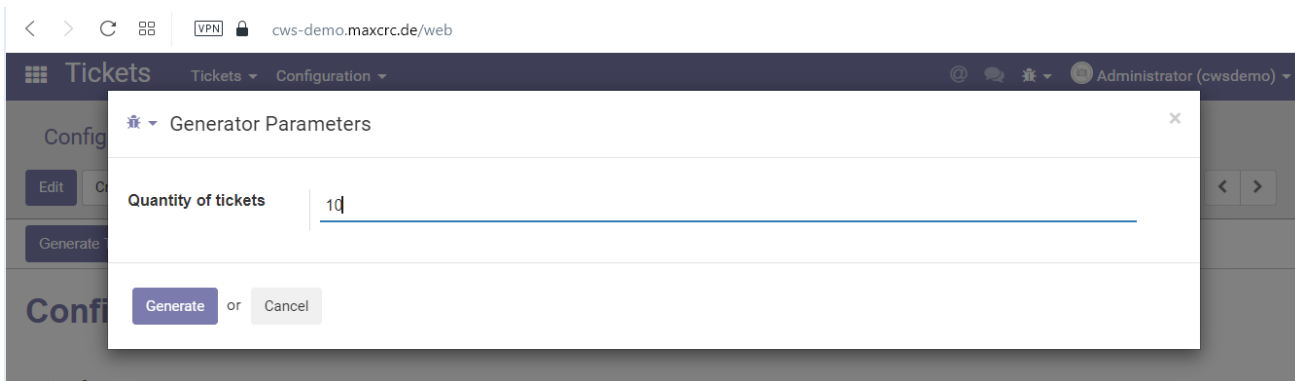 VPN cws-demo.maxcrc.de/web
Tickets Tickets Configuration @ Administrator (cwsdemo)
Generator Parameters ×
Config
Edit
Quantity of tickets 10
Generate
Generate or Cancel
Confi